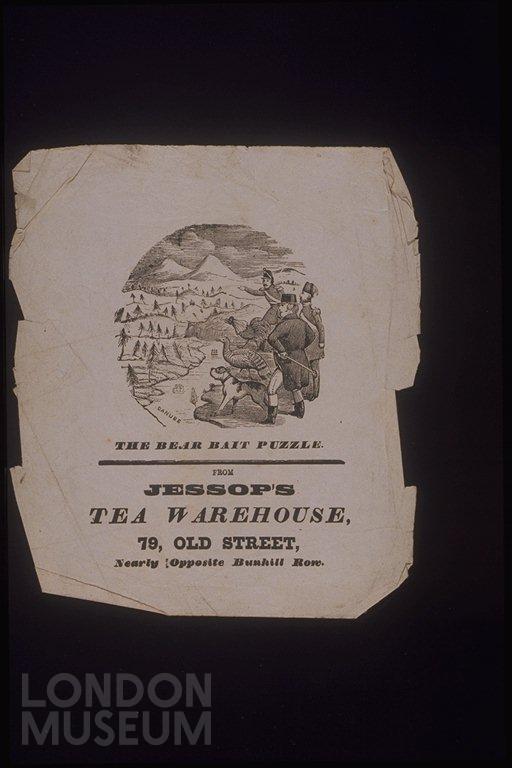 DANUBE
THE BEAR BAIT PUZZLE.
FROM
JESSOP'S
TEA WAREHOUSE,
79, OLD STREET,
Nearly Opposite Bunhill Row.
LONDON
MUSEUM